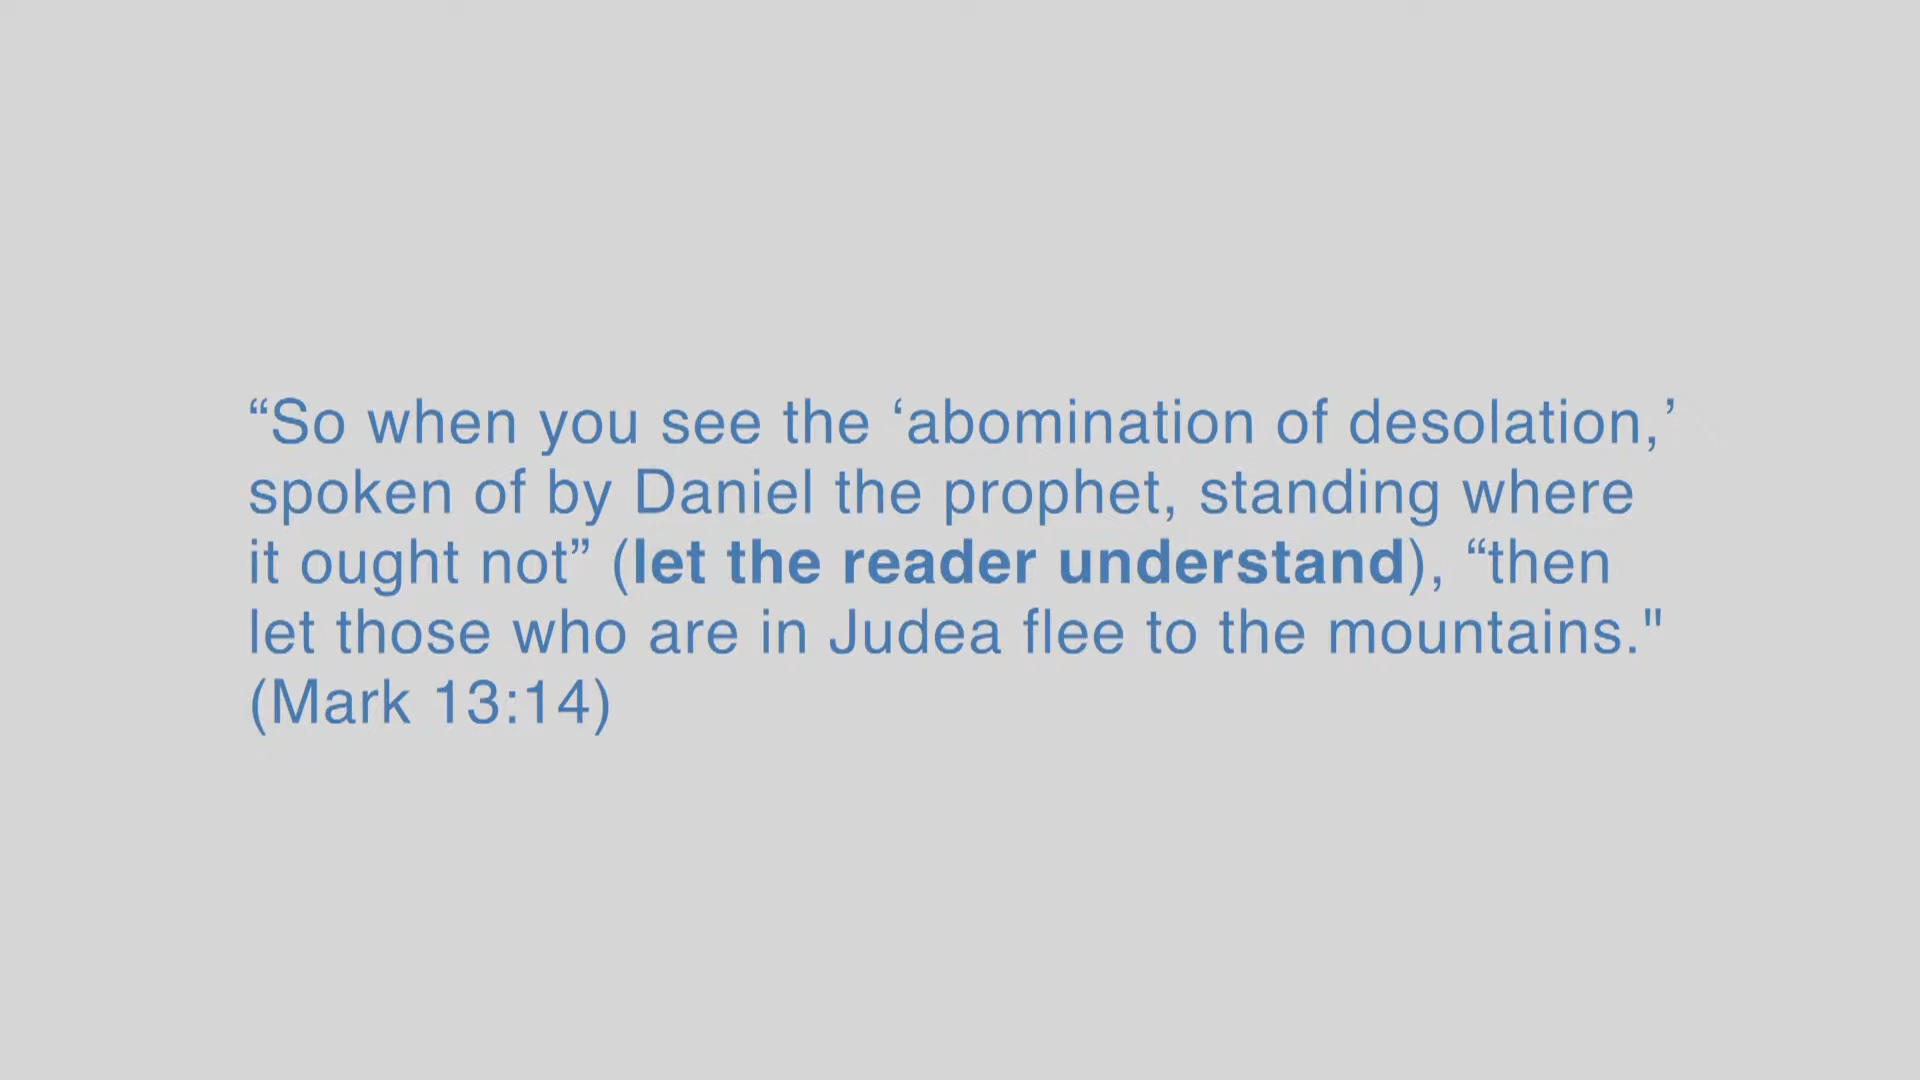 “So when you see the ‘abomination of desolation,’
spoken of by Daniel the prophet, standing where
it ought not” (let the reader understand), “then
let those who are in Judea flee to the mountains."
(Mark 13:14)